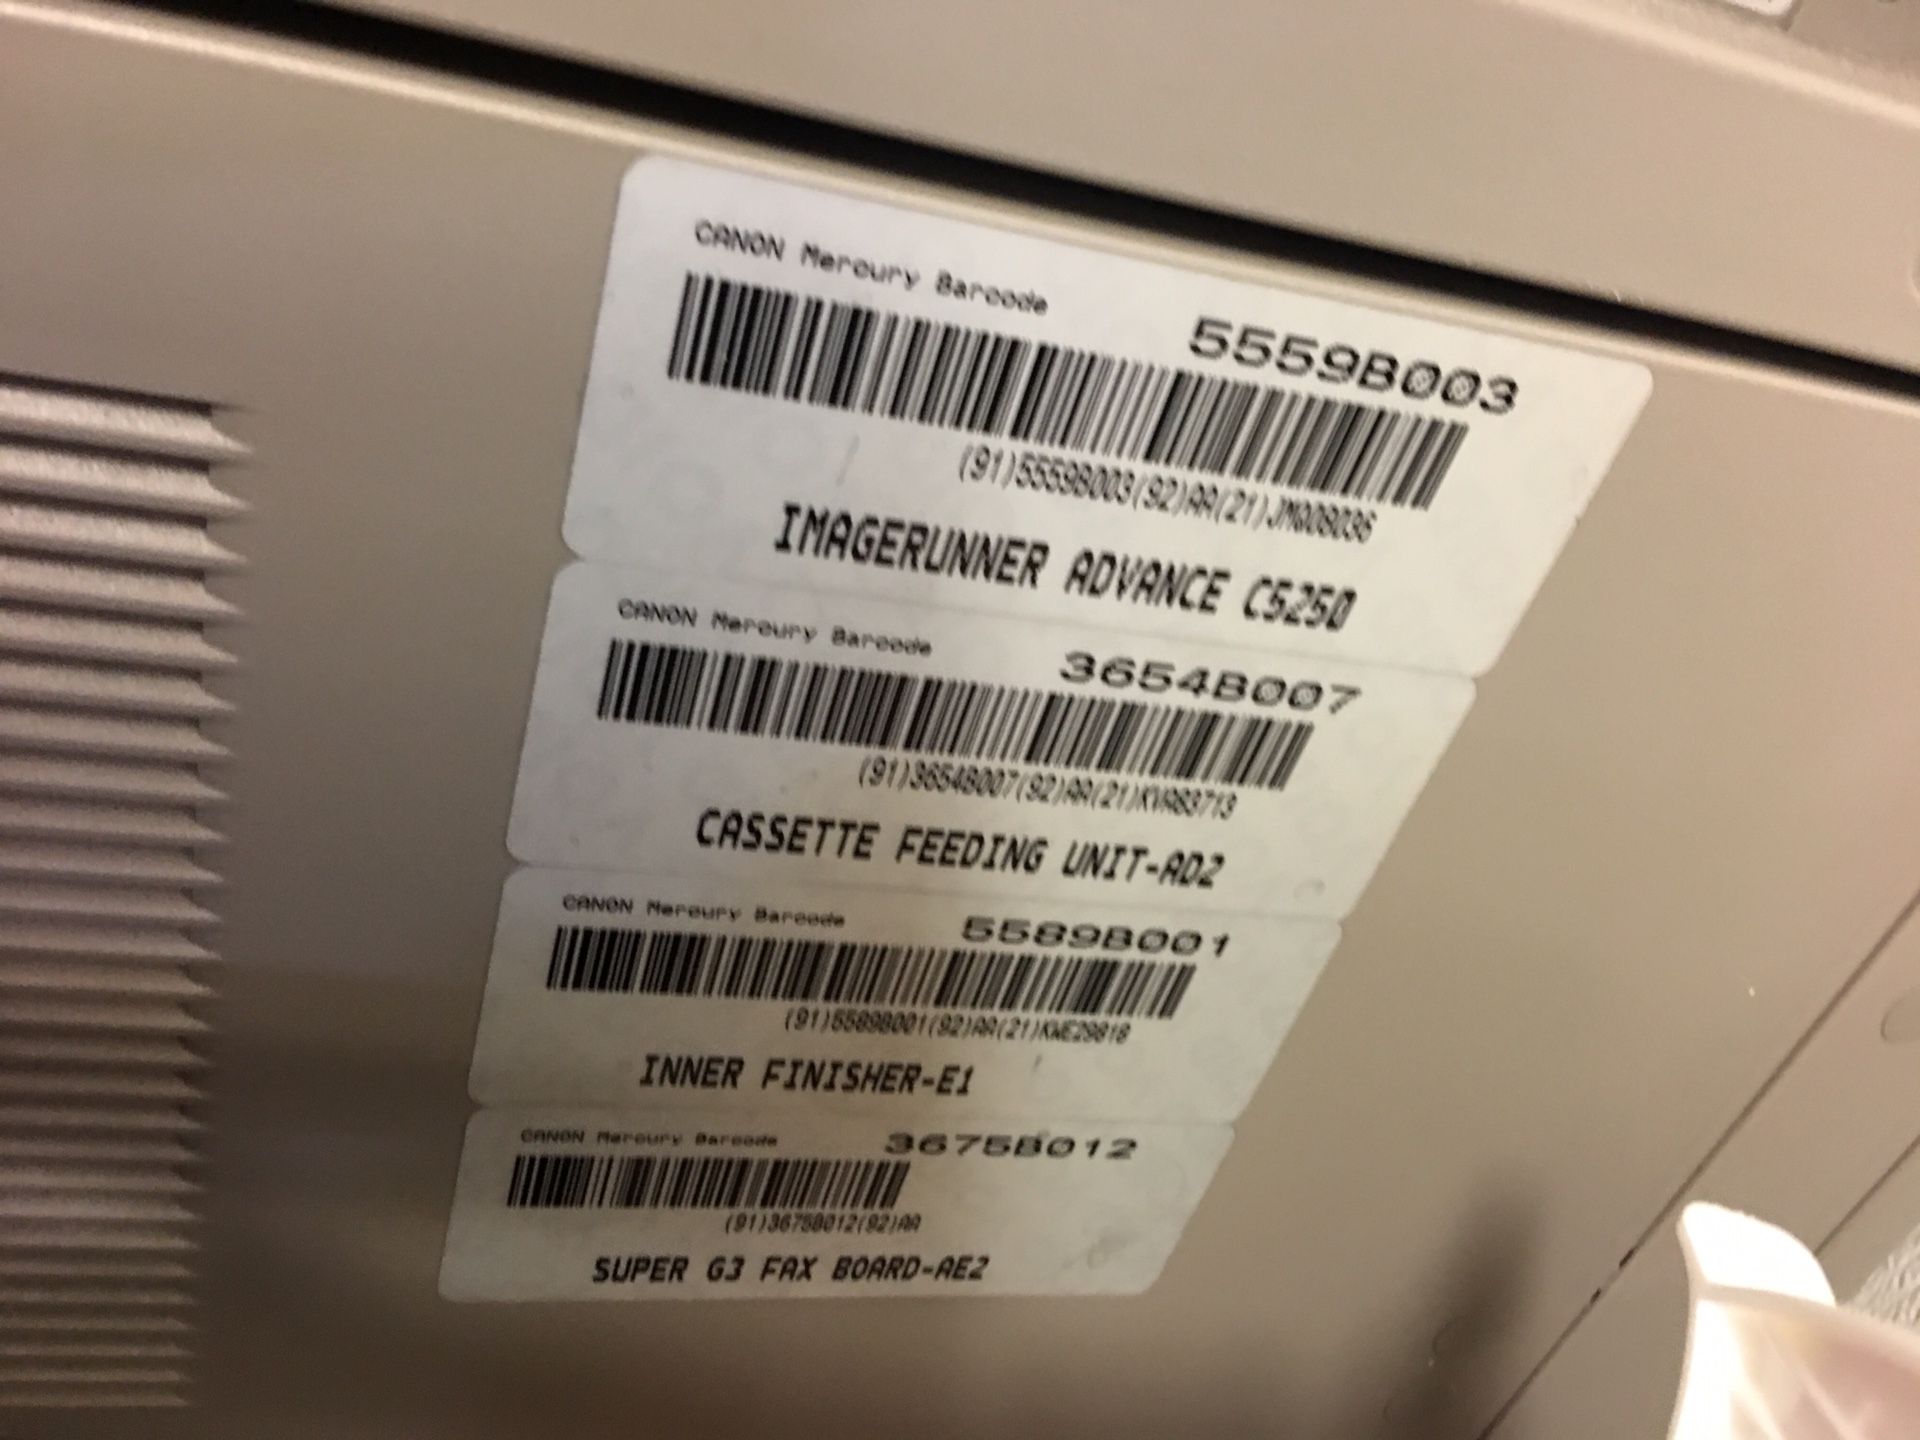 CANON Mercury Barcode
5559B003
(91)5559B003(92)AA(21)JMQ08036
IMAGERUNNER ADVANCE C5250
CANON Mercury Barcode
3654B007
(91)3654B007(92)AA(21)KVA63713
CASSETTE FEEDING UNIT-AD2
CANON Mercury Barcode
5589B001
(91)5589B001(92)AA(21)KWE29818
INNER FINISHER-E1
CANON Mercury Barcode
3675B012
(91)3675B012(92)AA
SUPER G3 FAX BOARD-AE2